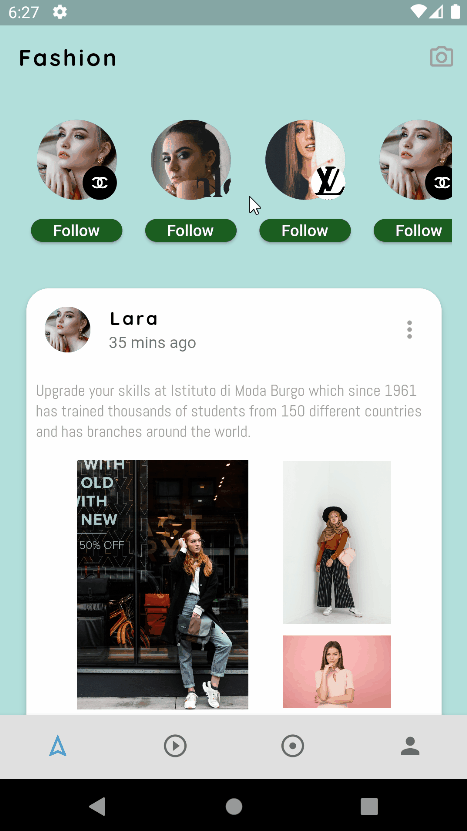 6:27
Fashion
Follow Follow Follow Follow
Lara
35 mins ago
Upgrade your skills at Istituto di Moda Burgo which since 1961
has trained thousands of students from 150 different countries
and has branches around the world.
WITH
OLD
WITH
NEW
50% OFF